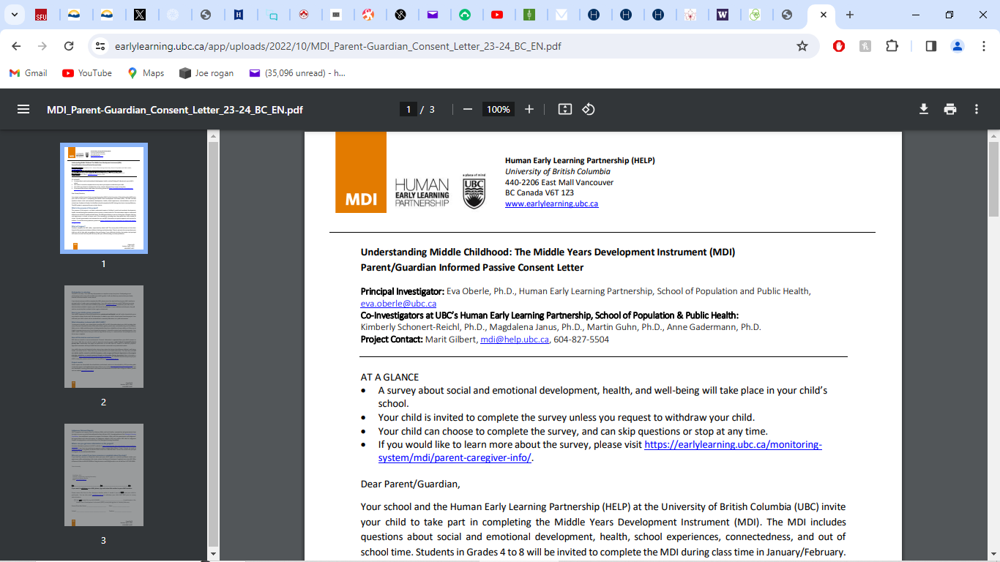 SFU
X
H
W
earlylearning.ubc.ca/app/uploads/2022/10/MDI_Parent-Guardian_Consent_Letter_23-24_BC_EN.pdf
Gmail YouTube Maps Joe rogan (35,096 unread) - h...
MDI_Parent-Guardian_Consent_Letter_23-24_BC_EN.pdf 1 / 3 100%
1
2
3
MDI
HUMAN
EARLY LEARNING
PARTNERSHIP
a place of mind
UBC
Human Early Learning Partnership (HELP)
University of British Columbia
440-2206 East Mall Vancouver
BC Canada V6T 1Z3
www.earlylearning.ubc.ca
Understanding Middle Childhood: The Middle Years Development Instrument (MDI)
Parent/Guardian Informed Passive Consent Letter
Principal Investigator: Eva Oberle, Ph.D., Human Early Learning Partnership, School of Population and Public Health,
eva.oberle@ubc.ca
Co-Investigators at UBC's Human Early Learning Partnership, School of Population & Public Health:
Kimberly Schonert-Reichl, Ph.D., Magdalena Janus, Ph.D., Martin Guhn, Ph.D., Anne Gadermann, Ph.D.
Project Contact: Marit Gilbert, mdi@help.ubc.ca, 604-827-5504
AT A GLANCE
• A survey about social and emotional development, health, and well-being will take place in your child's
school.
• Your child is invited to complete the survey unless you request to withdraw your child.
• Your child can choose to complete the survey, and can skip questions or stop at any time.
• If you would like to learn more about the survey, please visit https://earlylearning.ubc.ca/monitoring-
system/mdi/parent-caregiver-info/.
Dear Parent/Guardian,
Your school and the Human Early Learning Partnership (HELP) at the University of British Columbia (UBC) invite
your child to take part in completing the Middle Years Development Instrument (MDI). The MDI includes
questions about social and emotional development, health, school experiences, connectedness, and out of
school time. Students in Grades 4 to 8 will be invited to complete the MDI during class time in January/February.